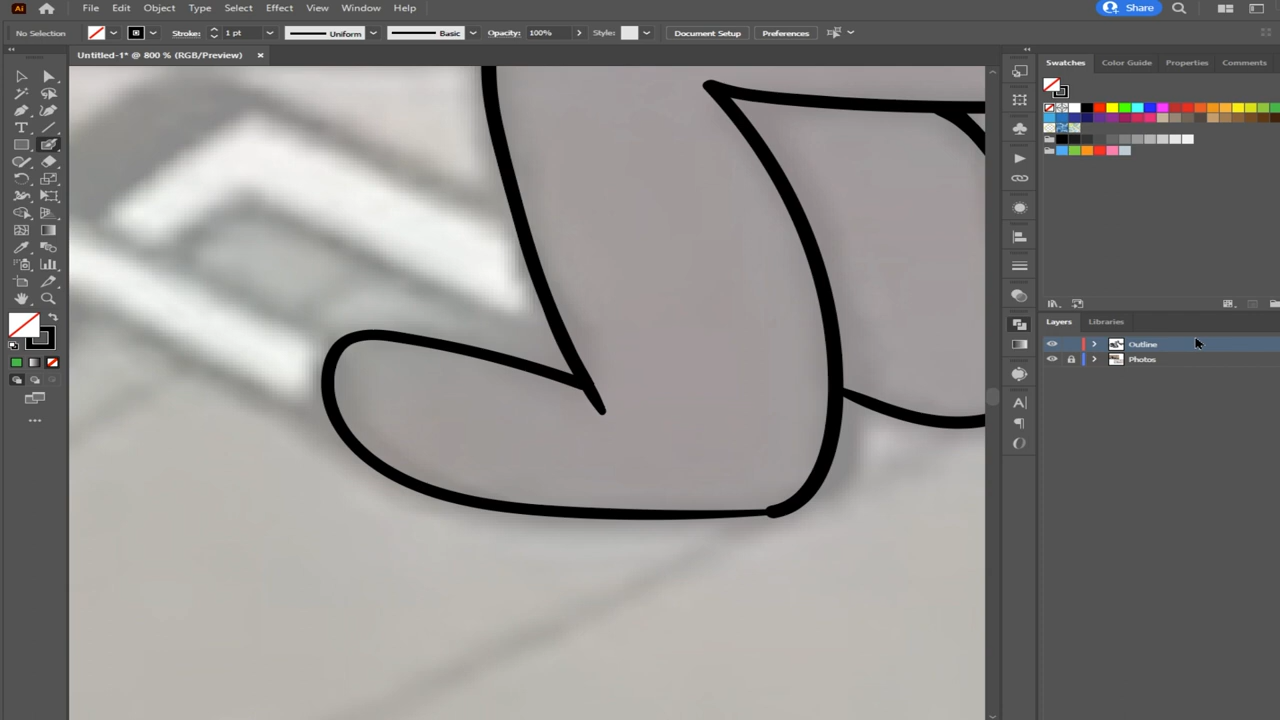 Ai File Edit Object Type Select Effect View Window Help Share
No Selection Stroke: 1 pt Uniform Basic Opacity: 100% Style: Document Setup Preferences
Untitled-1* @ 800 % (RGB/Preview) ×
Swatches Color Guide Properties Comments
Layers Libraries
Outline
Photos